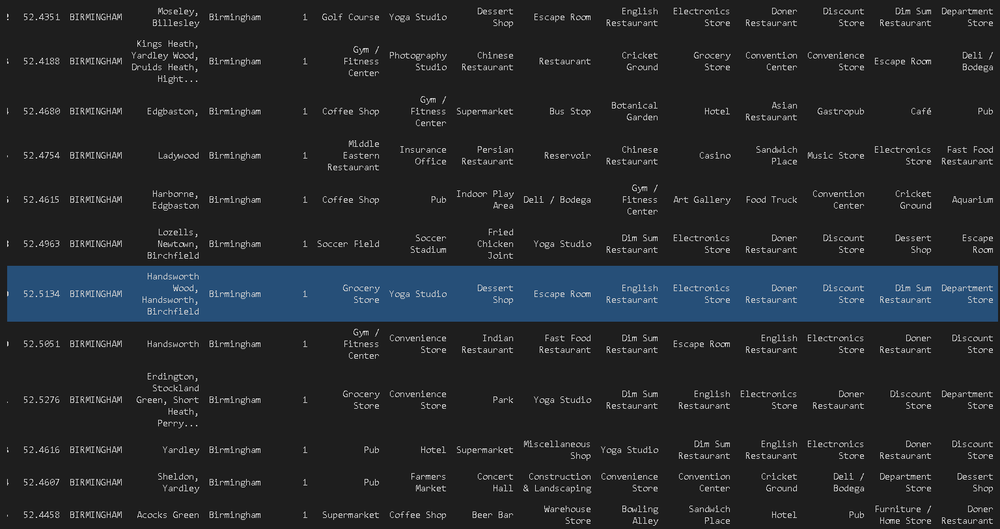 52.4351 BIRMINGHAM Moseley, Billesley Birmingham 1 Golf Course Yoga Studio Dessert Shop Escape Room English Restaurant Electronics Store Doner Restaurant Discount Store Dim Sum Restaurant Department Store
52.4188 BIRMINGHAM Kings Heath, Yardley Wood, Druids Heath, Hight... Birmingham 1 Gym / Fitness Center Photography Studio Chinese Restaurant Restaurant Cricket Ground Grocery Store Convention Center Convenience Store Escape Room Deli / Bodega
52.4680 BIRMINGHAM Edgbaston, Birmingham 1 Coffee Shop Gym / Fitness Center Supermarket Bus Stop Botanical Garden Hotel Asian Restaurant Gastropub Café Pub
52.4754 BIRMINGHAM Ladywood Birmingham 1 Middle Eastern Restaurant Insurance Office Persian Restaurant Reservoir Chinese Restaurant Casino Sandwich Place Music Store Electronics Store Fast Food Restaurant
52.4615 BIRMINGHAM Harborne, Edgbaston Birmingham 1 Coffee Shop Pub Indoor Play Area Deli / Bodega Gym / Fitness Center Art Gallery Food Truck Convention Center Cricket Ground Aquarium
52.4963 BIRMINGHAM Lozells, Newtown, Birchfield Birmingham 1 Soccer Field Soccer Stadium Fried Chicken Joint Yoga Studio Dim Sum Restaurant Electronics Store Doner Restaurant Discount Store Dessert Shop Escape Room
52.5134 BIRMINGHAM Handsworth Wood, Handsworth, Birchfield Birmingham 1 Grocery Store Yoga Studio Dessert Shop Escape Room English Restaurant Electronics Store Doner Restaurant Discount Store Dim Sum Restaurant Department Store
52.5051 BIRMINGHAM Handsworth Birmingham 1 Gym / Fitness Center Convenience Store Indian Restaurant Fast Food Restaurant Dim Sum Restaurant Escape Room English Restaurant Electronics Store Doner Restaurant Discount Store
52.5276 BIRMINGHAM Erdington, Stockland Green, Short Heath, Perry... Birmingham 1 Grocery Store Convenience Store Park Yoga Studio Dim Sum Restaurant English Restaurant Electronics Store Doner Restaurant Discount Store Department Store
52.4616 BIRMINGHAM Yardley Birmingham 1 Pub Hotel Supermarket Miscellaneous Shop Yoga Studio Dim Sum Restaurant English Restaurant Electronics Store Doner Restaurant Discount Store
52.4607 BIRMINGHAM Sheldon, Yardley Birmingham 1 Pub Farmers Market Concert Hall Construction & Landscaping Convenience Store Convention Center Cricket Ground Deli / Bodega Department Store Dessert Shop
52.4458 BIRMINGHAM Acocks Green Birmingham 1 Supermarket Coffee Shop Beer Bar Warehouse Store Bowling Alley Sandwich Place Hotel Pub Furniture / Home Store Doner Restaurant